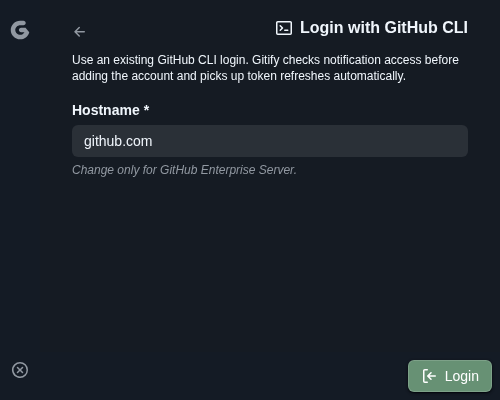 Login with GitHub CLI
Use an existing GitHub CLI login. Gitify checks notification access before
adding the account and picks up token refreshes automatically.
Hostname *
github.com
Change only for GitHub Enterprise Server.
Login